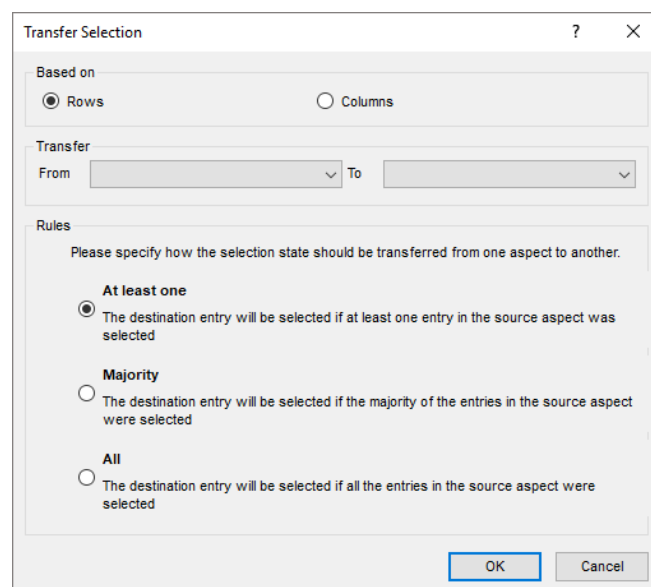 Transfer Selection ?
Based on
Rows Columns
Transfer
From To
Rules
Please specify how the selection state should be transferred from one aspect to another.
At least one
The destination entry will be selected if at least one entry in the source aspect was
selected
Majority
The destination entry will be selected if the majority of the entries in the source aspect
were selected
All
The destination entry will be selected if all the entries in the source aspect were
selected
OK Cancel